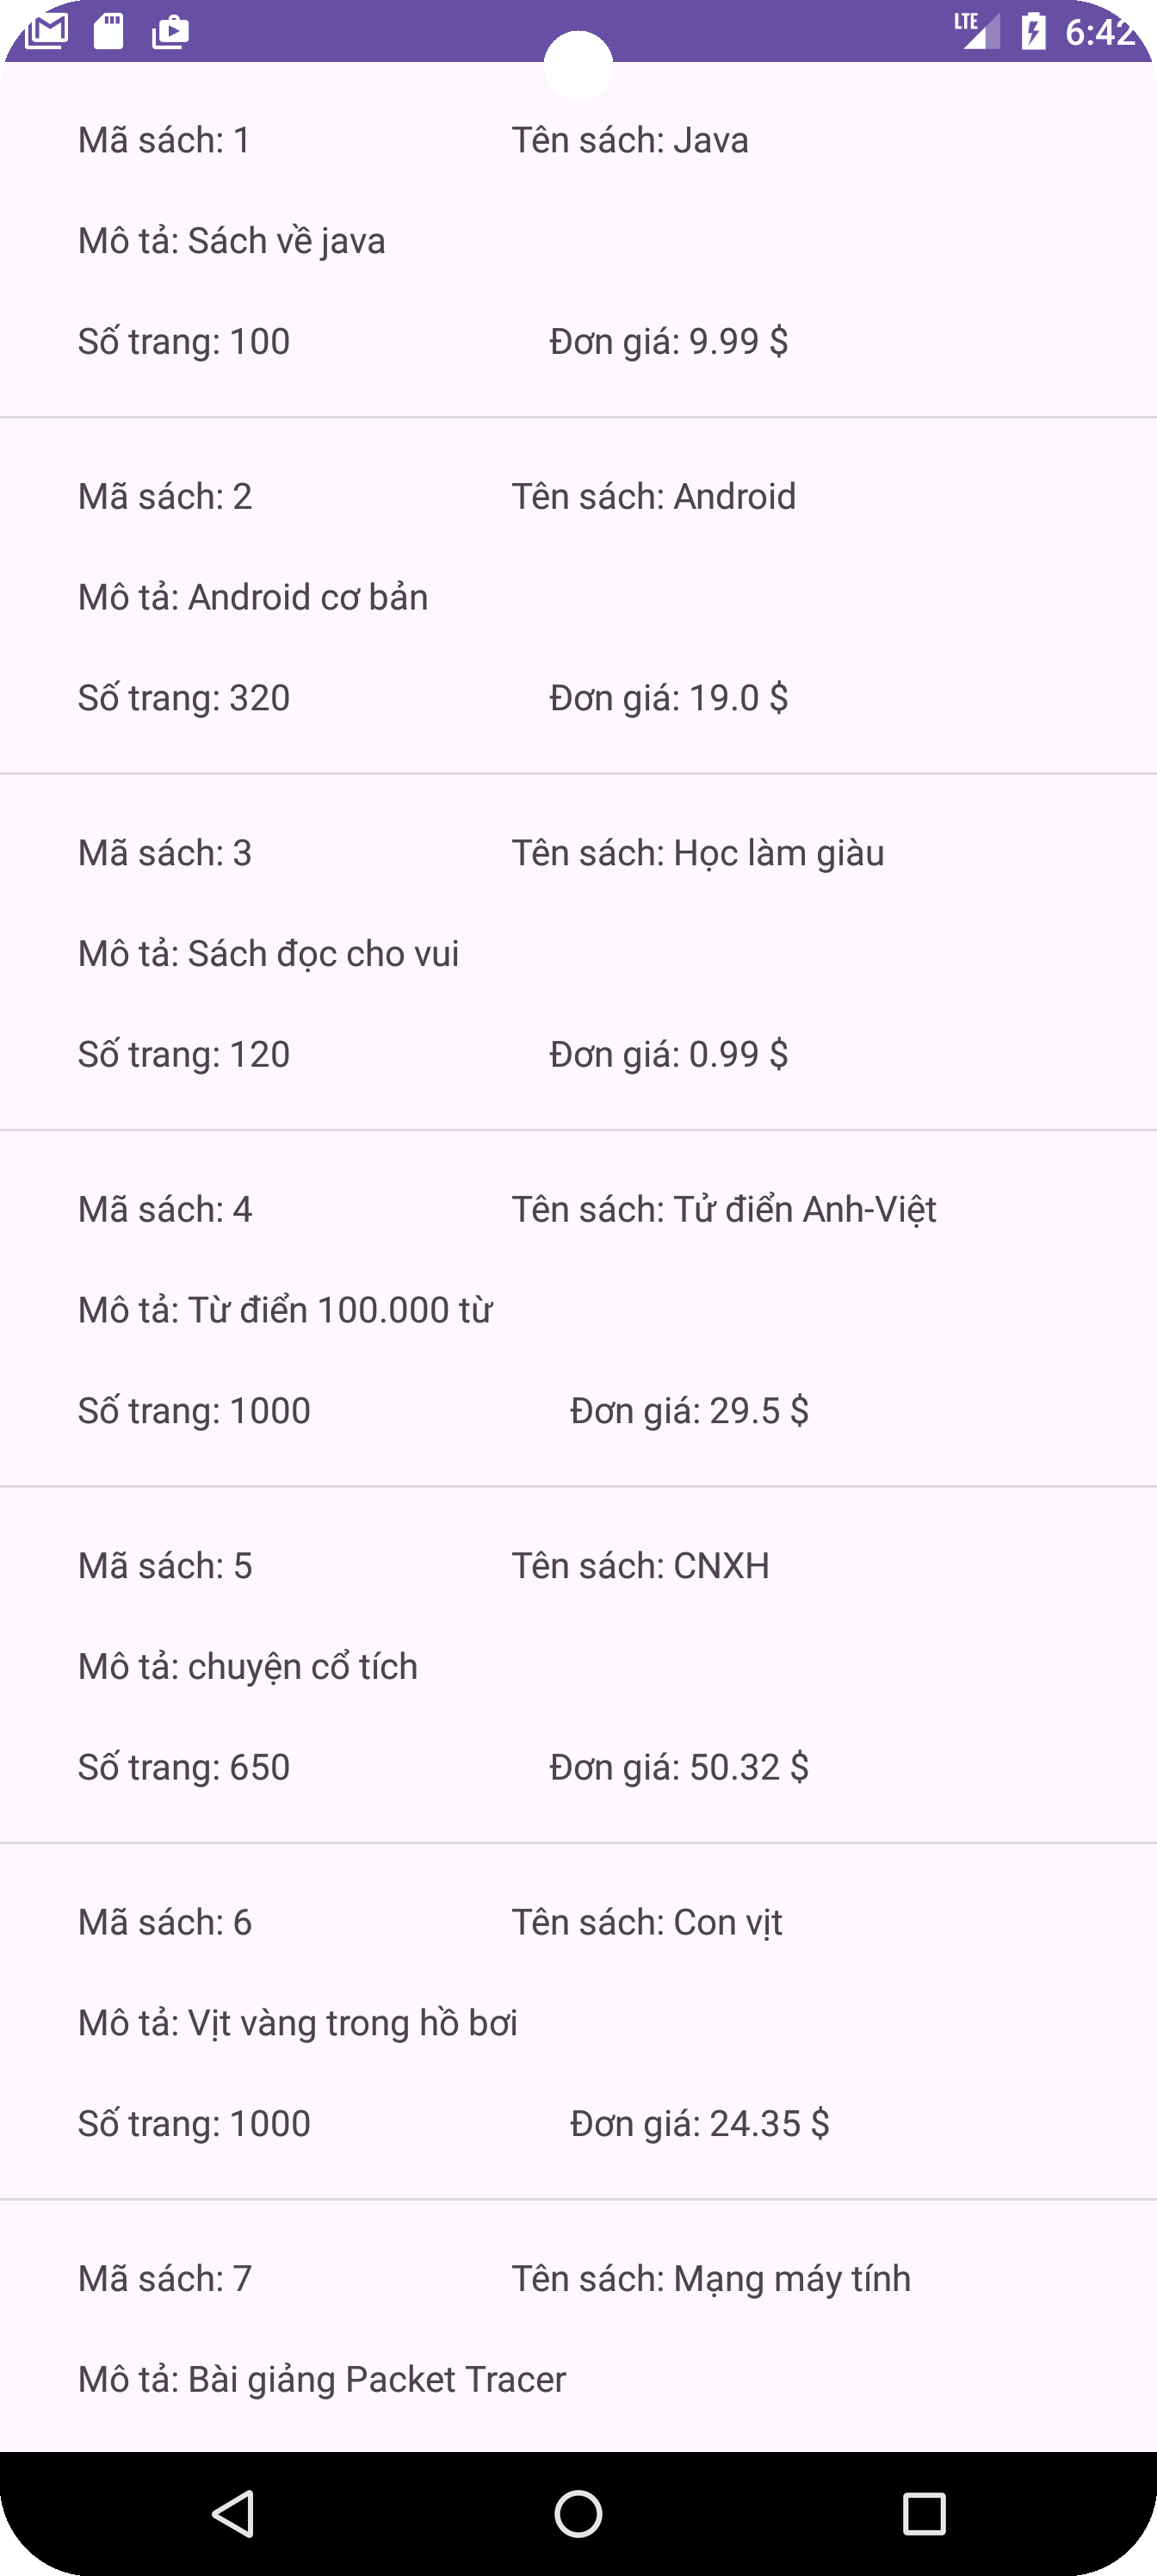 LTE 6:42
Mã sách: 1 Tên sách: Java
Mô tả: Sách về java
Số trang: 100 Đơn giá: 9.99 $
Mã sách: 2 Tên sách: Android
Mô tả: Android cơ bản
Số trang: 320 Đơn giá: 19.0 $
Mã sách: 3 Tên sách: Học làm giàu
Mô tả: Sách đọc cho vui
Số trang: 120 Đơn giá: 0.99 $
Mã sách: 4 Tên sách: Tử điển Anh-Việt
Mô tả: Từ điển 100.000 từ
Số trang: 1000 Đơn giá: 29.5 $
Mã sách: 5 Tên sách: CNXH
Mô tả: chuyện cổ tích
Số trang: 650 Đơn giá: 50.32 $
Mã sách: 6 Tên sách: Con vịt
Mô tả: Vịt vàng trong hồ bơi
Số trang: 1000 Đơn giá: 24.35 $
Mã sách: 7 Tên sách: Mạng máy tính
Mô tả: Bài giảng Packet Tracer